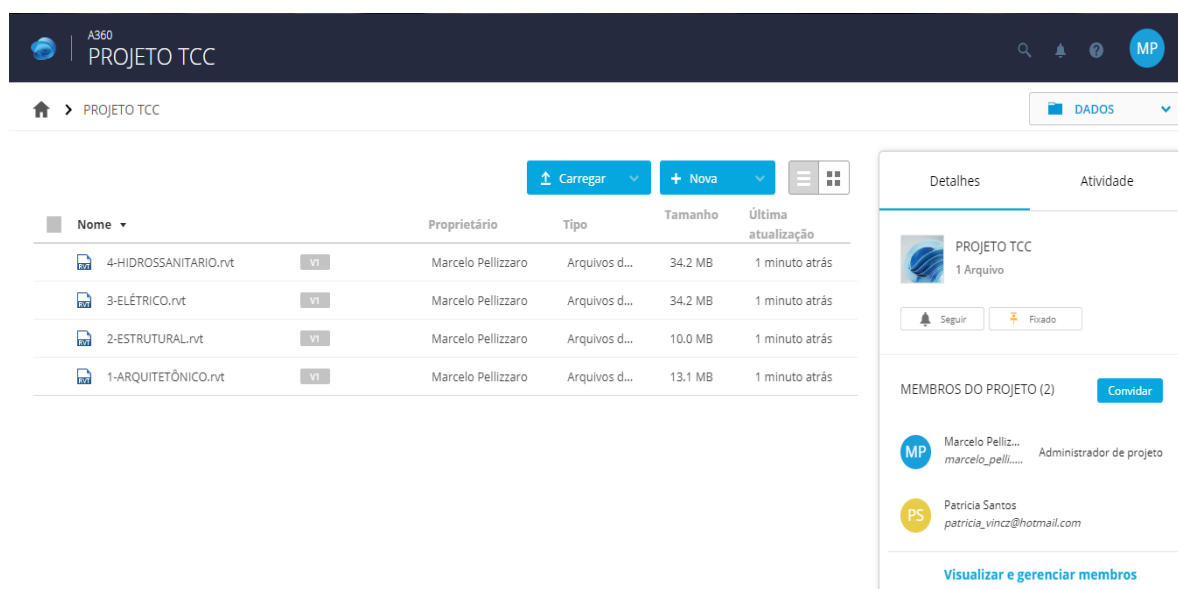 A360
PROJETO TCC
MP
PROJETO TCC
DADOS
Carregar
Nova
Nome
Proprietário
Tipo
Tamanho
Última
atualização
RVT 4-HIDROSSANITARIO.rvt V1 Marcelo Pellizzaro Arquivos d... 34.2 MB 1 minuto atrás
RVT 3-ELÉTRICO.rvt V1 Marcelo Pellizzaro Arquivos d... 34.2 MB 1 minuto atrás
RVT 2-ESTRUTURAL.rvt V1 Marcelo Pellizzaro Arquivos d... 10.0 MB 1 minuto atrás
RVT 1-ARQUITETÔNICO.rvt V1 Marcelo Pellizzaro Arquivos d... 13.1 MB 1 minuto atrás
Detalhes Atividade
PROJETO TCC
1 Arquivo
Seguir Fixado
MEMBROS DO PROJETO (2) Convidar
MP Marcelo Pelliz... Administrador de projeto
marcelo_pelli.....
PS Patricia Santos
patricia_vincz@hotmail.com
Visualizar e gerenciar membros